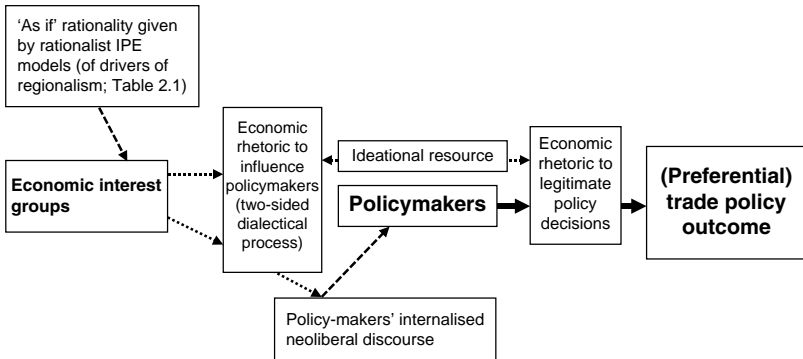 ‘As if’ rationality given
by rationalist IPE
models (of drivers of
regionalism; Table 2.1)
Economic interest
groups
Economic
rhetoric to
influence
policymakers
(two-sided
dialectical
process)
Ideational resource
Policymakers
Economic
rhetoric to
legitimate
policy
decisions
(Preferential)
trade policy
outcome
Policy-makers’ internalised
neoliberal discourse